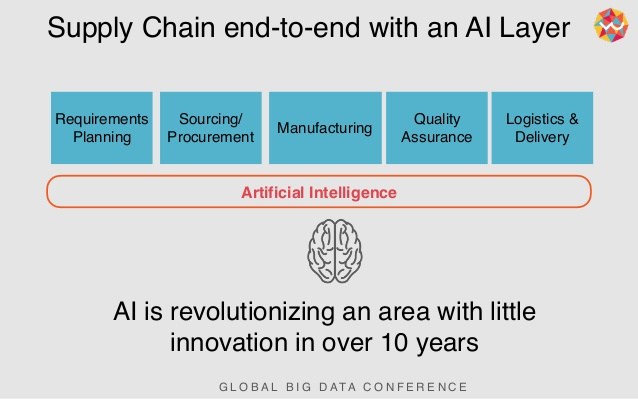 Supply Chain end-to-end with an AI Layer
Requirements
Planning
Sourcing/
Procurement
Manufacturing
Quality
Assurance
Logistics &
Delivery
Artificial Intelligence
AI is revolutionizing an area with little
innovation in over 10 years
GLOBAL BIG DATA CONFERENCE